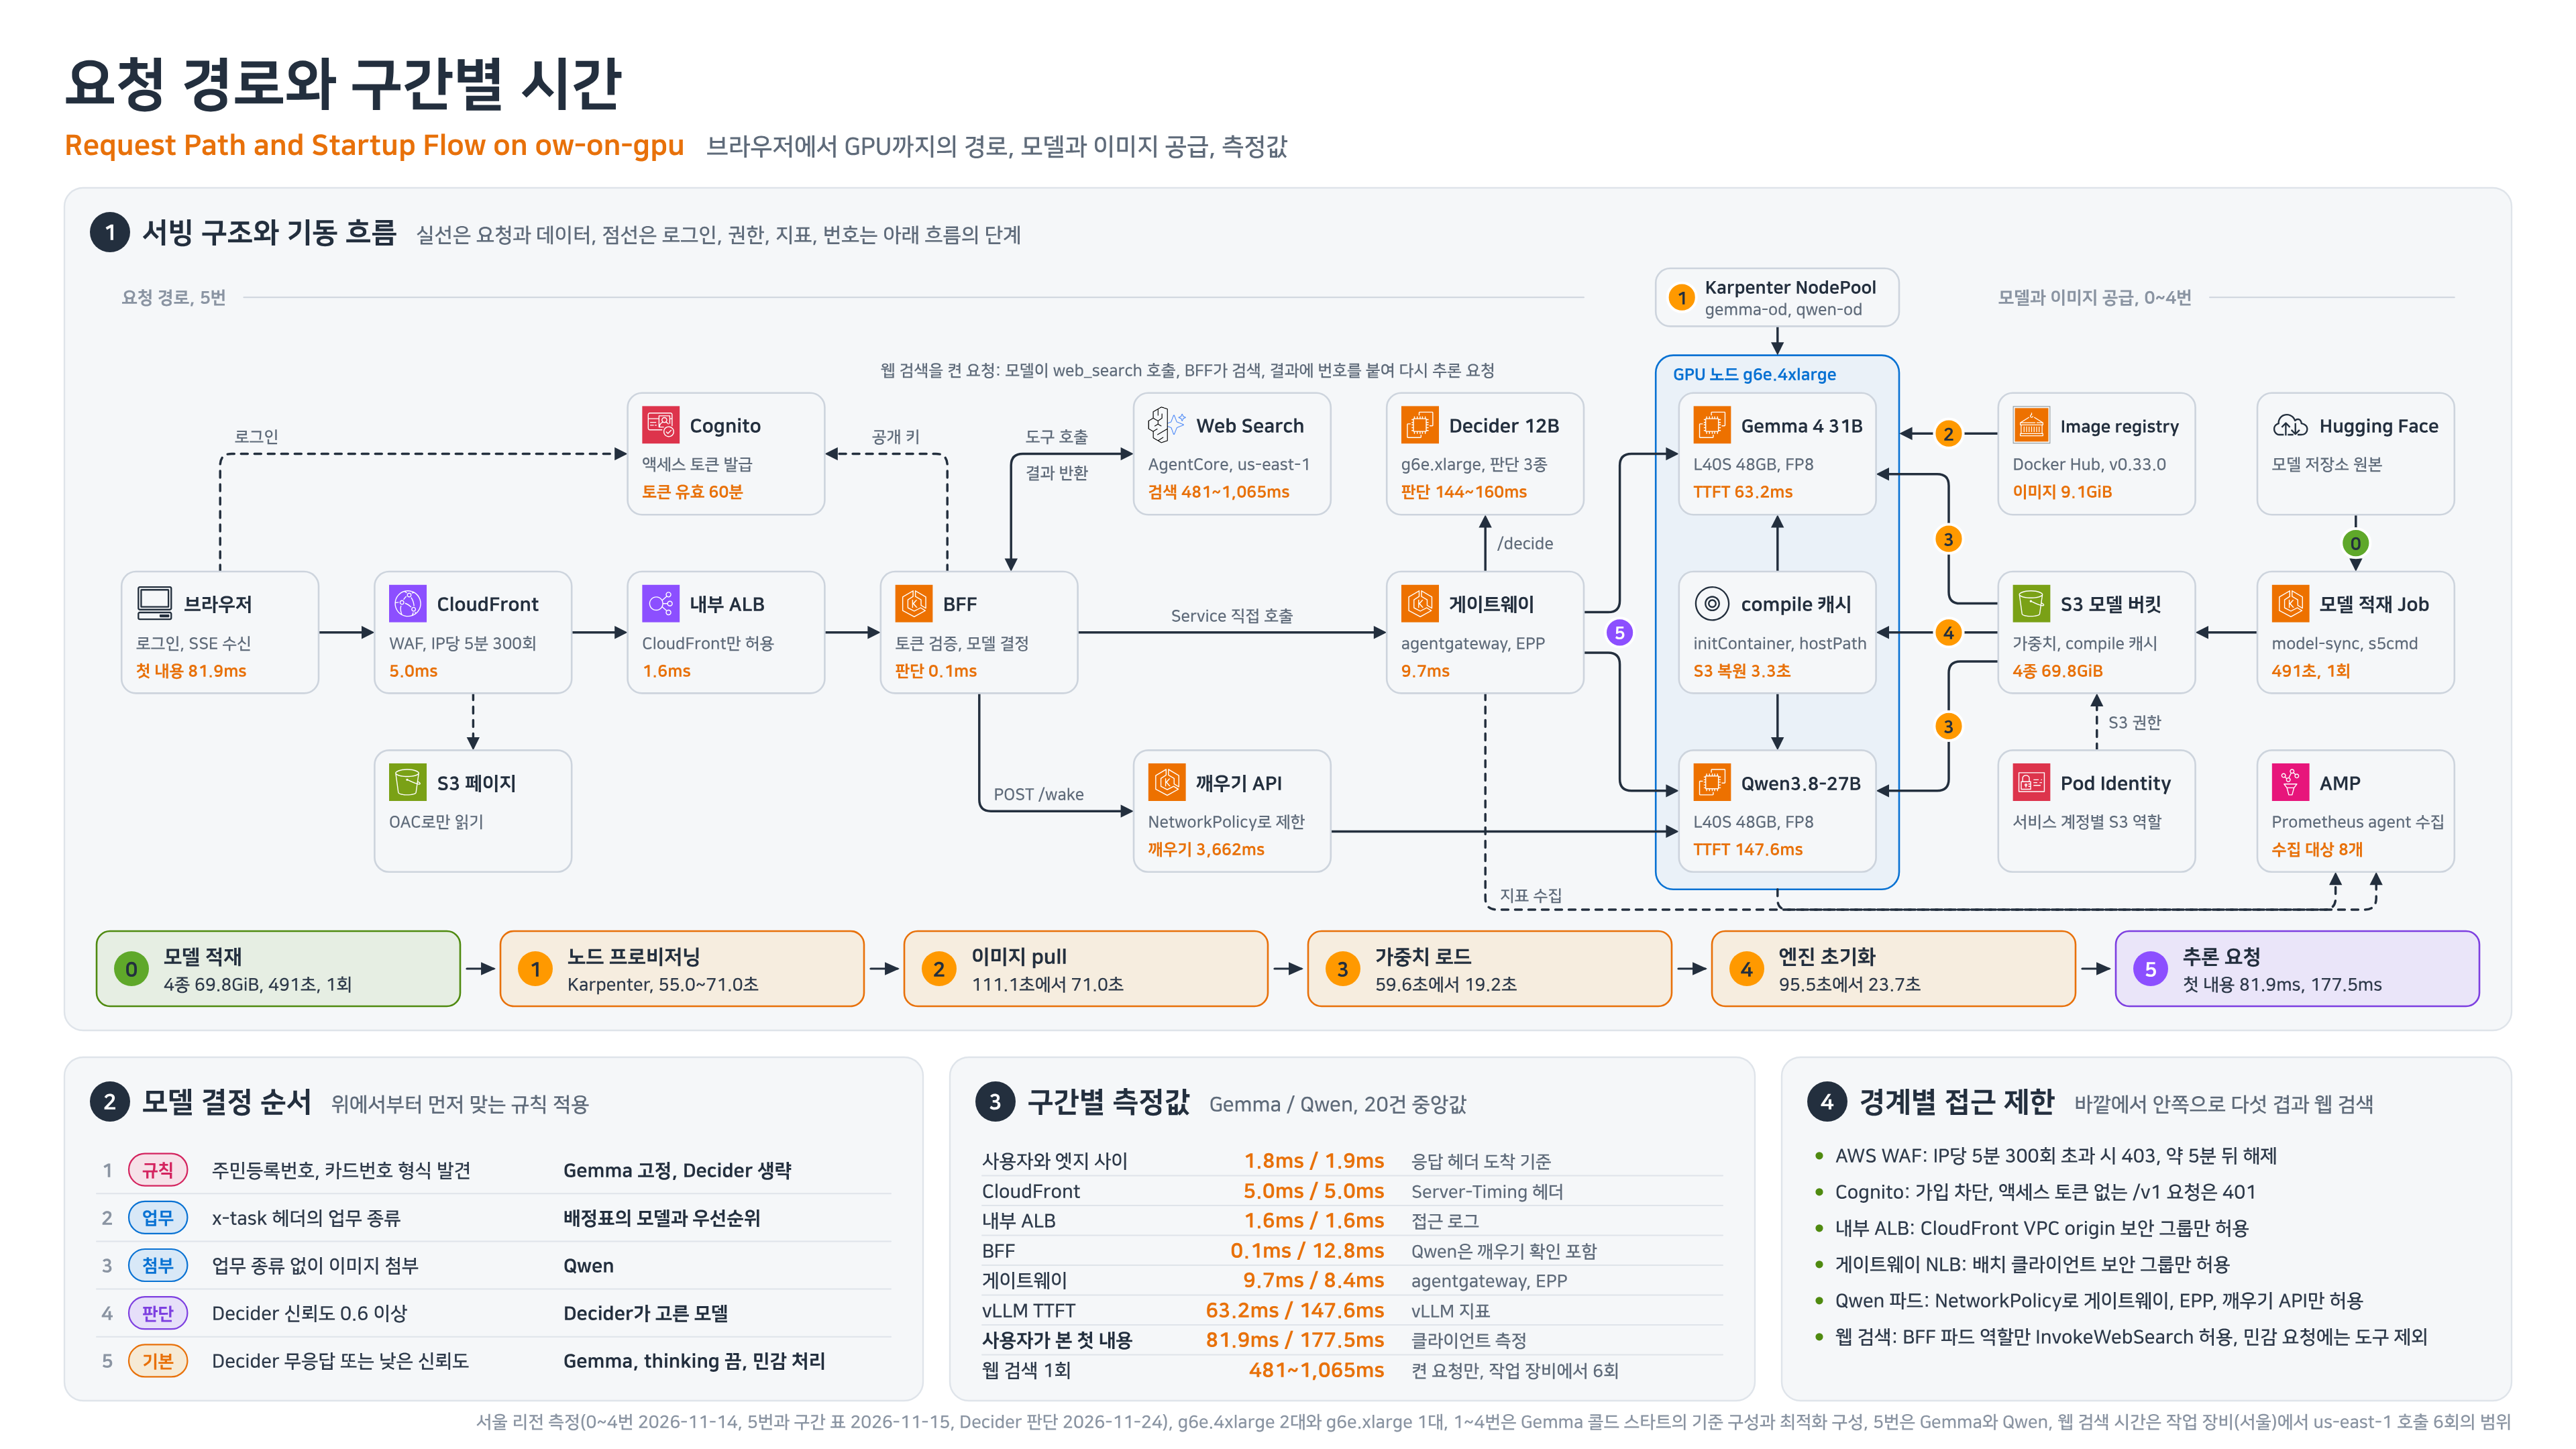 요청 경로와 구간별 시간
Request Path and Startup Flow on ow-on-gpu 브라우저에서 GPU까지의 경로, 모델과 이미지 공급, 측정값
1 서빙 구조와 기동 흐름 실선은 요청과 데이터, 점선은 로그인, 권한, 지표, 번호는 아래 흐름의 단계
요청 경로, 5번
1 Karpenter NodePool
gemma-od, qwen-od
모델과 이미지 공급, 0~4번
웹 검색을 켠 요청: 모델이 web_search 호출, BFF가 검색, 결과에 번호를 붙여 다시 추론 요청
GPU 노드 g6e.4xlarge
로그인
Cognito
액세스 토큰 발급
토큰 유효 60분
공개 키
도구 호출
결과 반환
Web Search
AgentCore, us-east-1
검색 481~1,065ms
Decider 12B
g6e.xlarge, 판단 3종
판단 144~160ms
/decide
Gemma 4 31B
L40S 48GB, FP8
TTFT 63.2ms
2
Image registry
Docker Hub, v0.33.0
이미지 9.1GiB
Hugging Face
모델 저장소 원본
3
0
브라우저
로그인, SSE 수신
첫 내용 81.9ms
CloudFront
WAF, IP당 5분 300회
5.0ms
내부 ALB
CloudFront만 허용
1.6ms
BFF
토큰 검증, 모델 결정
판단 0.1ms
Service 직접 호출
게이트웨이
agentgateway, EPP
9.7ms
5
compile 캐시
initContainer, hostPath
S3 복원 3.3초
4
S3 모델 버킷
가중치, compile 캐시
4종 69.8GiB
모델 적재 Job
model-sync, s5cmd
491초, 1회
3
S3 권한
S3 페이지
OAC로만 읽기
POST /wake
깨우기 API
NetworkPolicy로 제한
깨우기 3,662ms
Qwen3.8-27B
L40S 48GB, FP8
TTFT 147.6ms
Pod Identity
서비스 계정별 S3 역할
AMP
Prometheus agent 수집
수집 대상 8개
지표 수집
0 모델 적재
4종 69.8GiB, 491초, 1회
1 노드 프로비저닝
Karpenter, 55.0~71.0초
2 이미지 pull
111.1초에서 71.0초
3 가중치 로드
59.6초에서 19.2초
4 엔진 초기화
95.5초에서 23.7초
5 추론 요청
첫 내용 81.9ms, 177.5ms
2 모델 결정 순서 위에서부터 먼저 맞는 규칙 적용
1 규칙 주민등록번호, 카드번호 형식 발견 Gemma 고정, Decider 생략
2 업무 x-task 헤더의 업무 종류 배정표의 모델과 우선순위
3 첨부 업무 종류 없이 이미지 첨부 Qwen
4 판단 Decider 신뢰도 0.6 이상 Decider가 고른 모델
5 기본 Decider 무응답 또는 낮은 신뢰도 Gemma, thinking 끔, 민감 처리
3 구간별 측정값 Gemma / Qwen, 20건 중앙값
사용자와 엣지 사이 1.8ms / 1.9ms 응답 헤더 도착 기준
CloudFront 5.0ms / 5.0ms Server-Timing 헤더
내부 ALB 1.6ms / 1.6ms 접근 로그
BFF 0.1ms / 12.8ms Qwen은 깨우기 확인 포함
게이트웨이 9.7ms / 8.4ms agentgateway, EPP
vLLM TTFT 63.2ms / 147.6ms vLLM 지표
사용자가 본 첫 내용 81.9ms / 177.5ms 클라이언트 측정
웹 검색 1회 481~1,065ms 켠 요청만, 작업 장비에서 6회
4 경계별 접근 제한 바깥에서 안쪽으로 다섯 겹과 웹 검색
• AWS WAF: IP당 5분 300회 초과 시 403, 약 5분 뒤 해제
• Cognito: 가입 차단, 액세스 토큰 없는 /v1 요청은 401
• 내부 ALB: CloudFront VPC origin 보안 그룹만 허용
• 게이트웨이 NLB: 배치 클라이언트 보안 그룹만 허용
• Qwen 파드: NetworkPolicy로 게이트웨이, EPP, 깨우기 API만 허용
• 웹 검색: BFF 파드 역할만 InvokeWebSearch 허용, 민감 요청에는 도구 제외
서울 리전 측정(0~4번 2026-11-14, 5번과 구간 표 2026-11-15, Decider 판단 2026-11-24), g6e.4xlarge 2대와 g6e.xlarge 1대, 1~4번은 Gemma 콜드 스타트의 기준 구성과 최적화 구성, 5번은 Gemma와 Qwen, 웹 검색 시간은 작업 장비(서울)에서 us-east-1 호출 6회의 범위